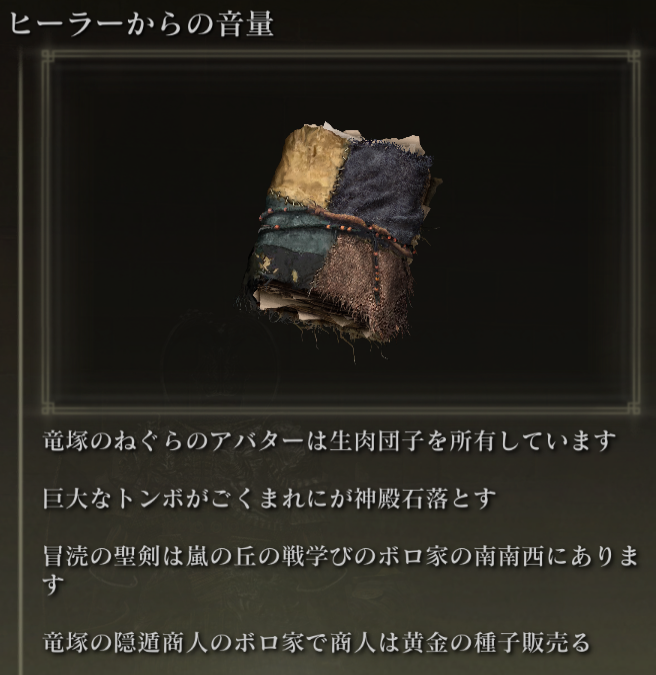 ヒーラーからの音量
竜塚のねぐらのアバターは生肉団子を所有しています
巨大なトンボがごくまれにが神殿石落とす
冒涜の聖剣は嵐の丘の戦学びのボロ家の南南西にありま
す
竜塚の隠遁商人のボロ家で商人は黄金の種子販売る